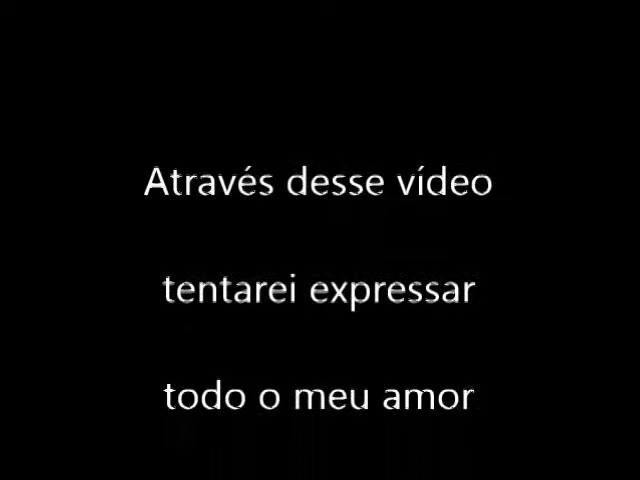 Através desse vídeo
tentarei expressar
todo o meu amor